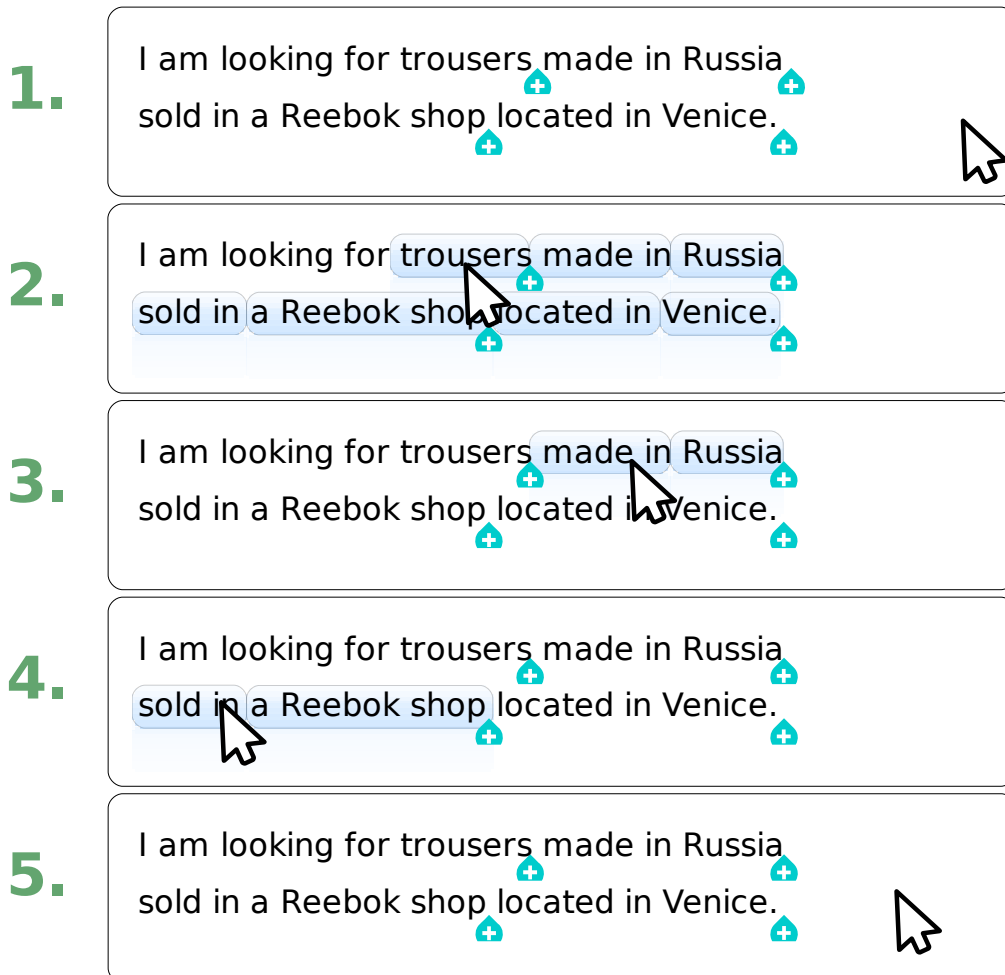 1.
I am looking for trousers made in Russia
sold in a Reebok shop located in Venice.
2.
I am looking for trousers made in Russia
sold in a Reebok shop located in Venice.
3.
I am looking for trousers made in Russia
sold in a Reebok shop located in Venice.
4.
I am looking for trousers made in Russia
sold in a Reebok shop located in Venice.
5.
I am looking for trousers made in Russia
sold in a Reebok shop located in Venice.